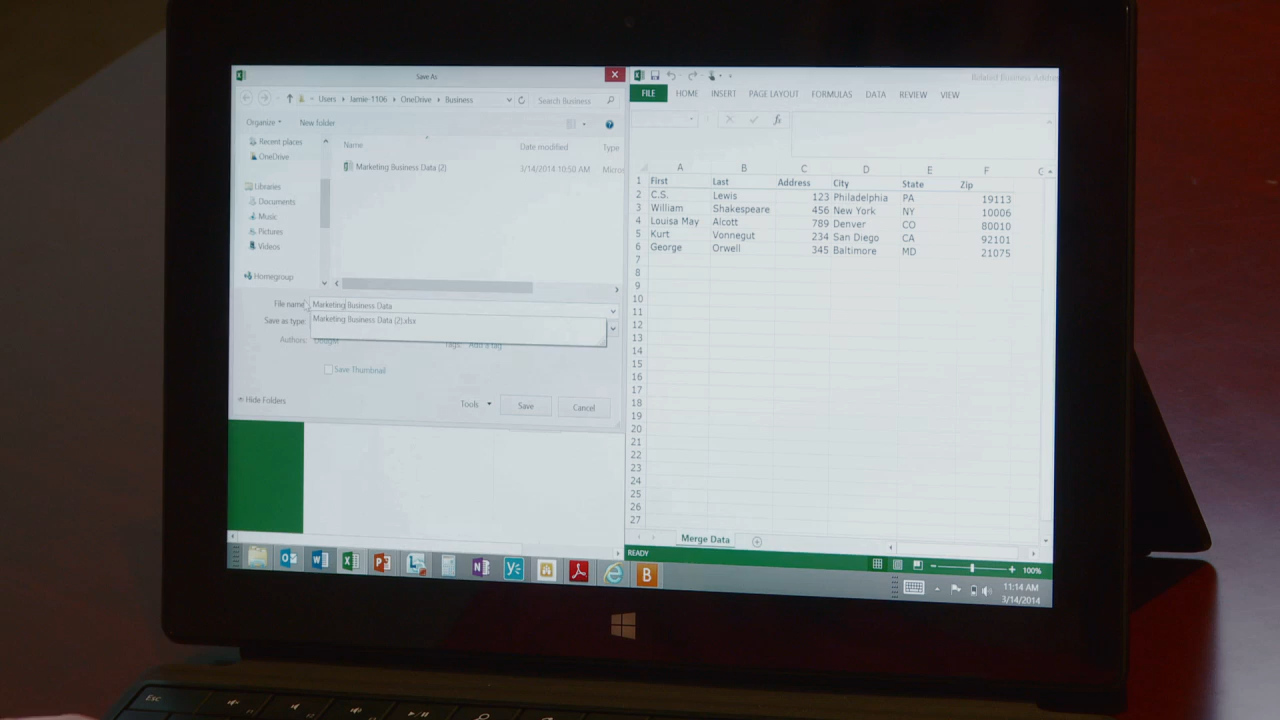 Save As
Users Jamie-1106 OneDrive Business
Search Business
Organize New folder
Name Date modified Type
Recent places
OneDrive
Libraries
Documents
Music
Pictures
Videos
Homegroup
Marketing Business Data (2) 3/14/2014 10:50 AM Micro
File name: Marketing Business Data
Marketing Business Data (2).xlsx
Save as type:
Authors: Tags: Add a tag
Save Thumbnail
Hide Folders
Tools Save Cancel
FILE HOME INSERT PAGE LAYOUT FORMULAS DATA REVIEW VIEW
fx
A B C D E F
1 First Last Address City State Zip
2 C.S. Lewis 123 Philadelphia PA 19113
3 William Shakespeare 456 New York NY 10006
4 Louisa May Alcott 789 Denver CO 80010
5 Kurt Vonnegut 234 San Diego CA 92101
6 George Orwell 345 Baltimore MD 21075
7
8
9
10
11
12
13
14
15
16
17
18
19
20
21
22
23
24
25
26
27
Merge Data
READY
100%
11:14 AM
3/14/2014
Esc